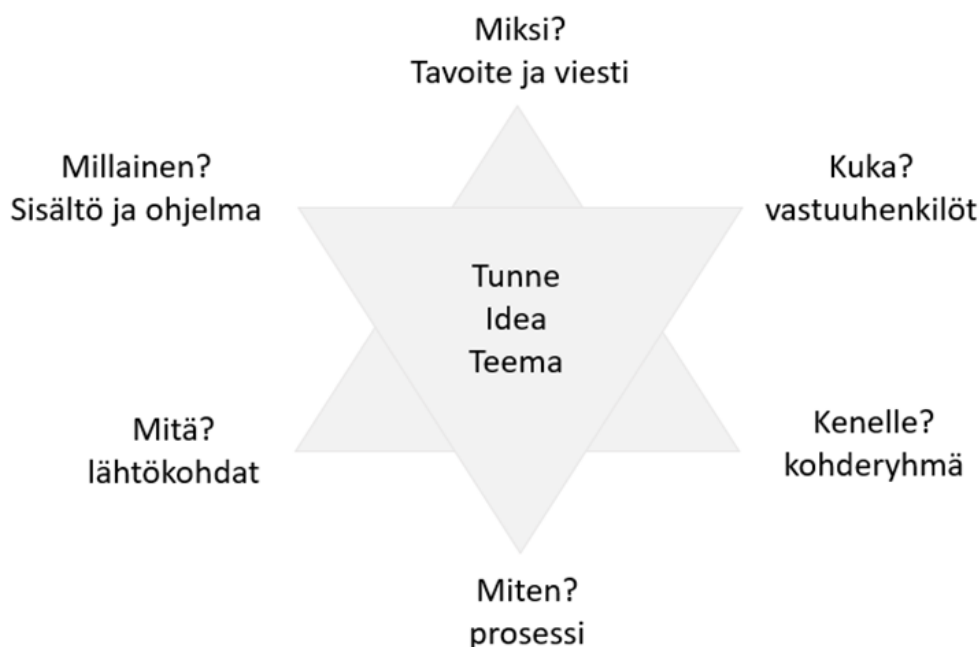 Miksi?
Tavoite ja viesti
Millainen?
Sisältö ja ohjelma
Kuka?
vastuuhenkilöt
Tunne
Idea
Teema
Mitä?
lähtökohdat
Kenelle?
kohderyhmä
Miten?
prosessi